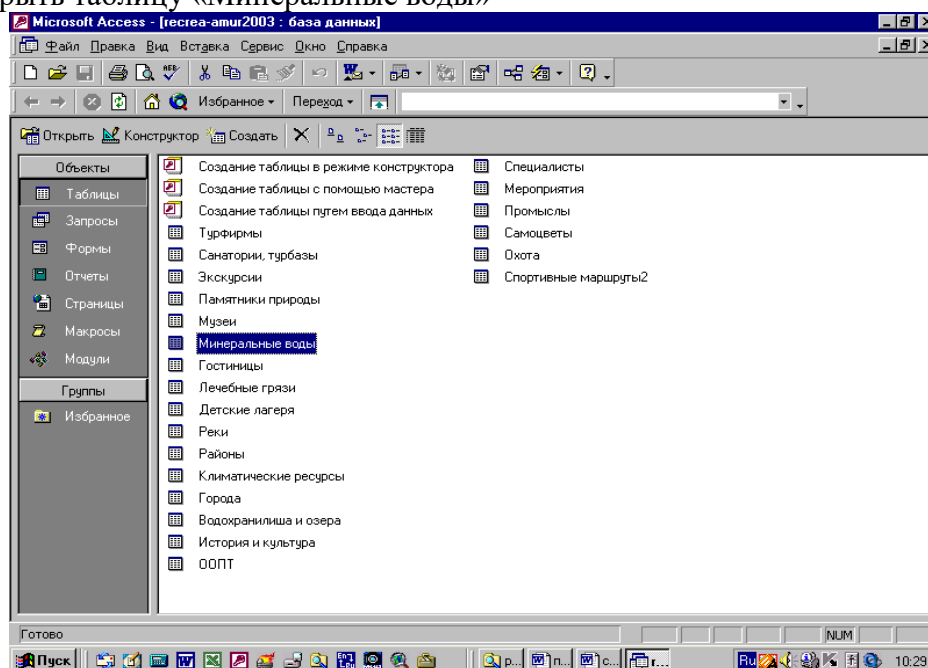 рыть таблицу «Минеральные воды»
Microsoft Access - [recrea-amur2003 : база данных]
Файл Правка Вид Вставка Сервис Окно Справка
Избранное Переход
Открыть Конструктор Создать
Объекты
Таблицы
Запросы
Формы
Отчеты
Страницы
Макросы
Модули
Группы
Избранное
Создание таблицы в режиме конструктора
Создание таблицы с помощью мастера
Создание таблицы путем ввода данных
Турфирмы
Санатории, турбазы
Экскурсии
Памятники природы
Музеи
Минеральные воды
Гостиницы
Лечебные грязи
Детские лагеря
Реки
Районы
Климатические ресурсы
Города
Водохранилиша и озера
История и культура
ООПТ
Специалисты
Мероприятия
Промыслы
Самоцветы
Охота
Спортивные маршруты2
Готово
NUM
Пуск
р...
п...
с...
r...
Ru
10:29